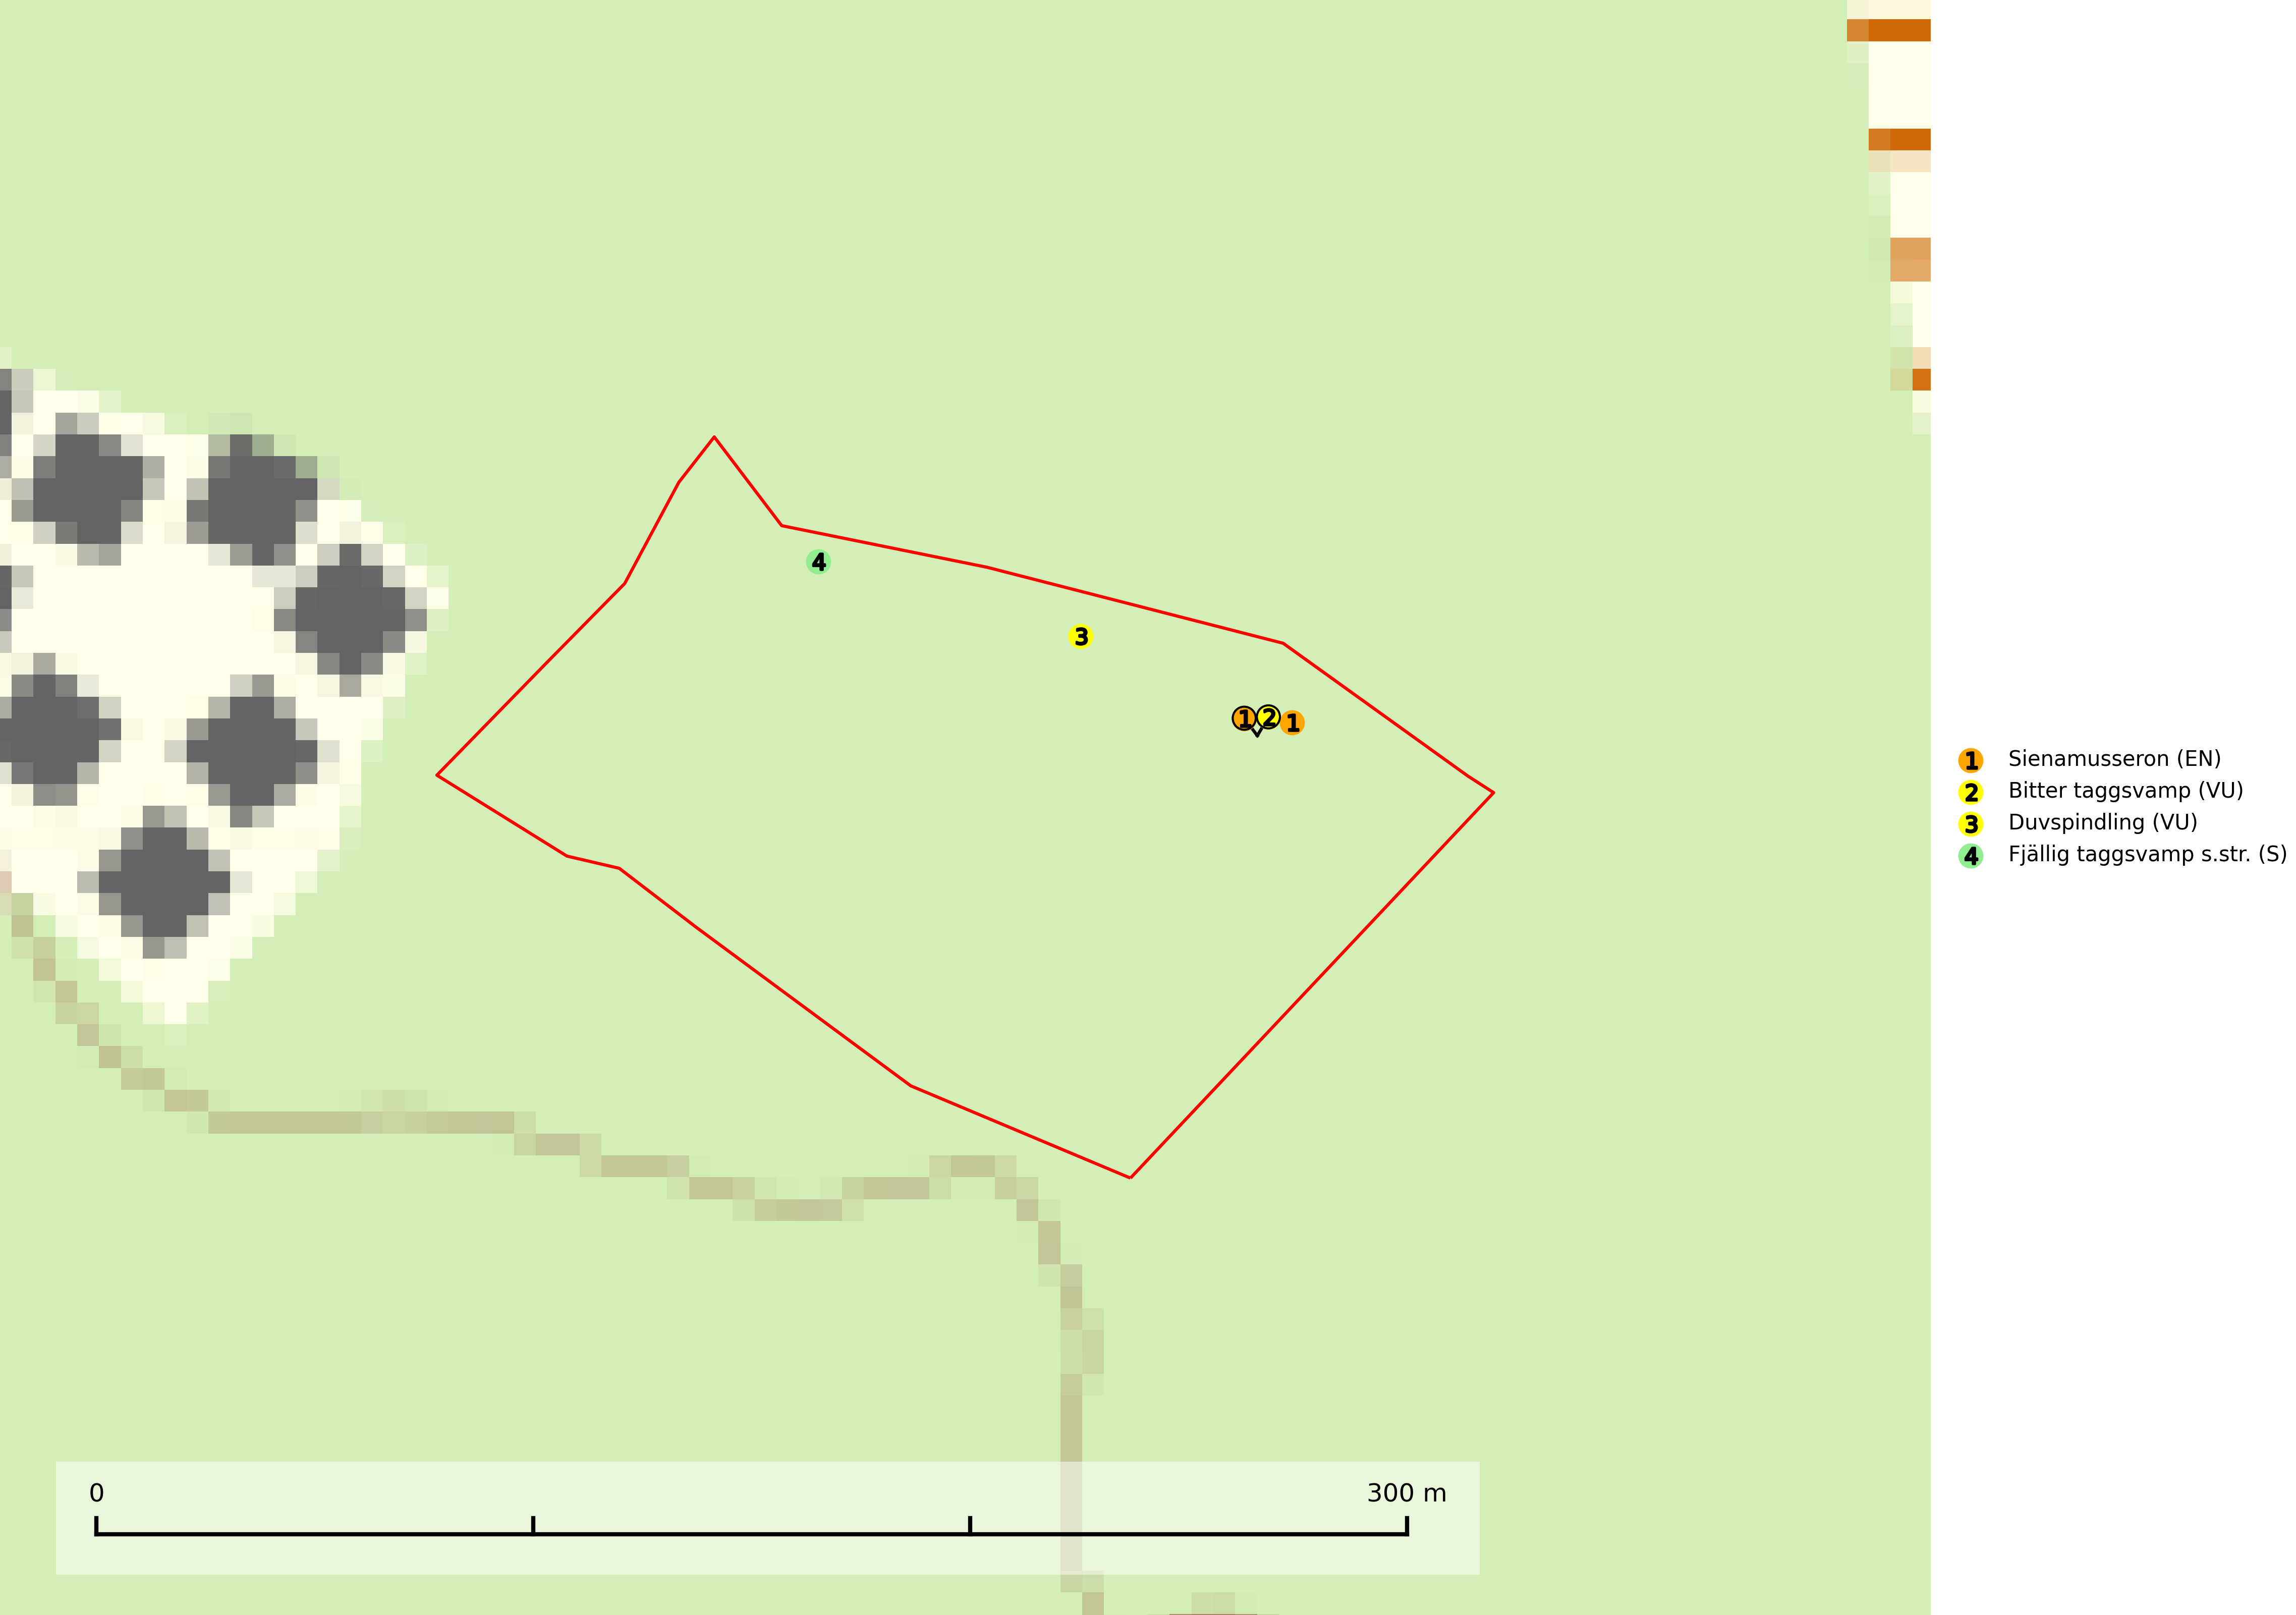 4
3
1 2 1
1 Sienamusseron (EN)
2 Bitter taggsvamp (VU)
3 Duvspindling (VU)
4 Fjällig taggsvamp s.str. (S)
0 300 m